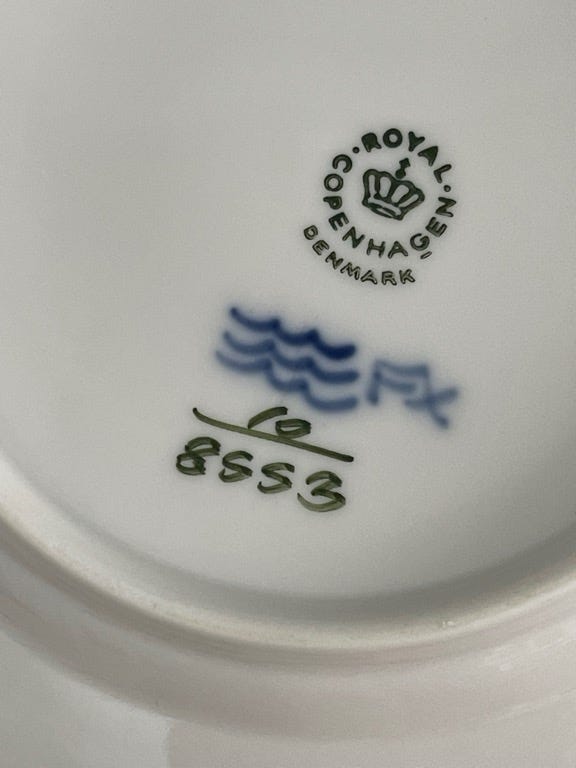 ROYAL
COPENHAGEN
DENMARK
FX
10
8553